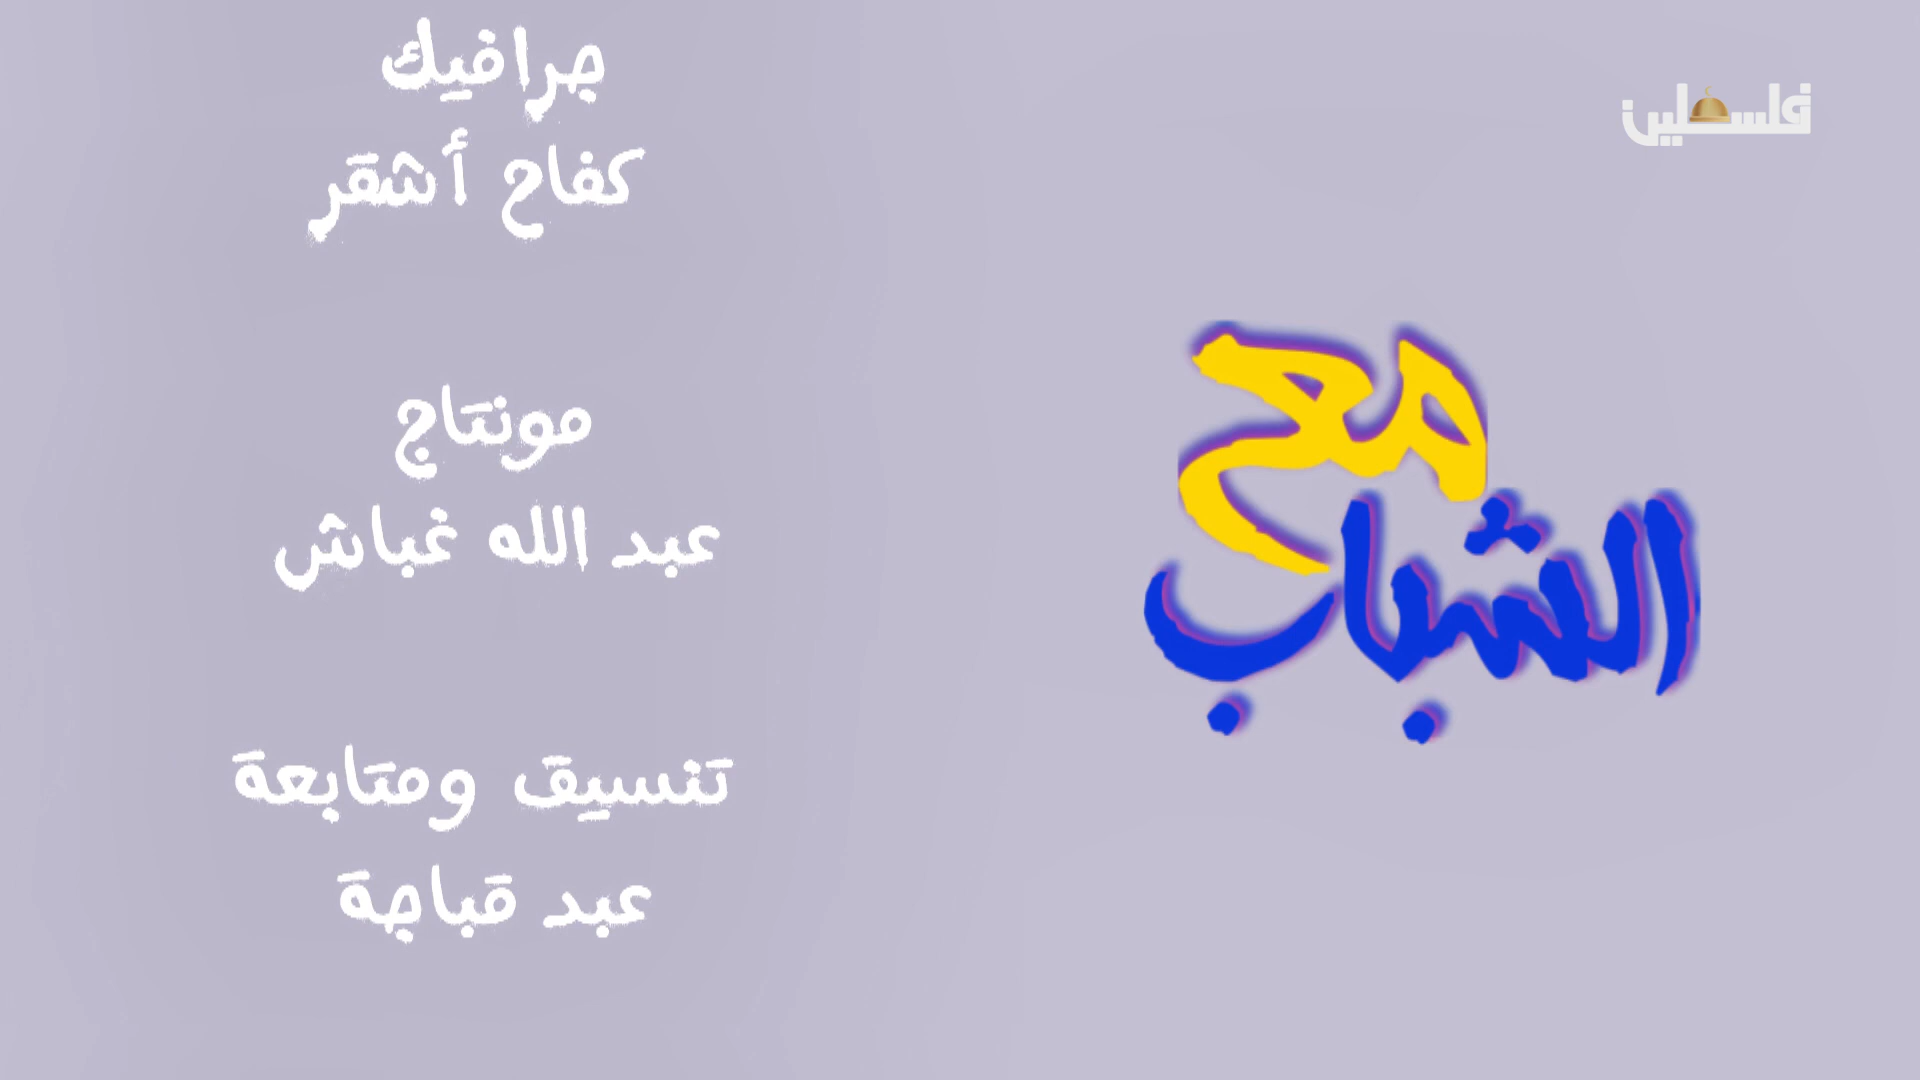 فلسطين
جرافيك
كفاح أشقر
مونتاج
عبد الله غباش
تنسيق ومتابعة
عبد قباجة
مع
الشباب